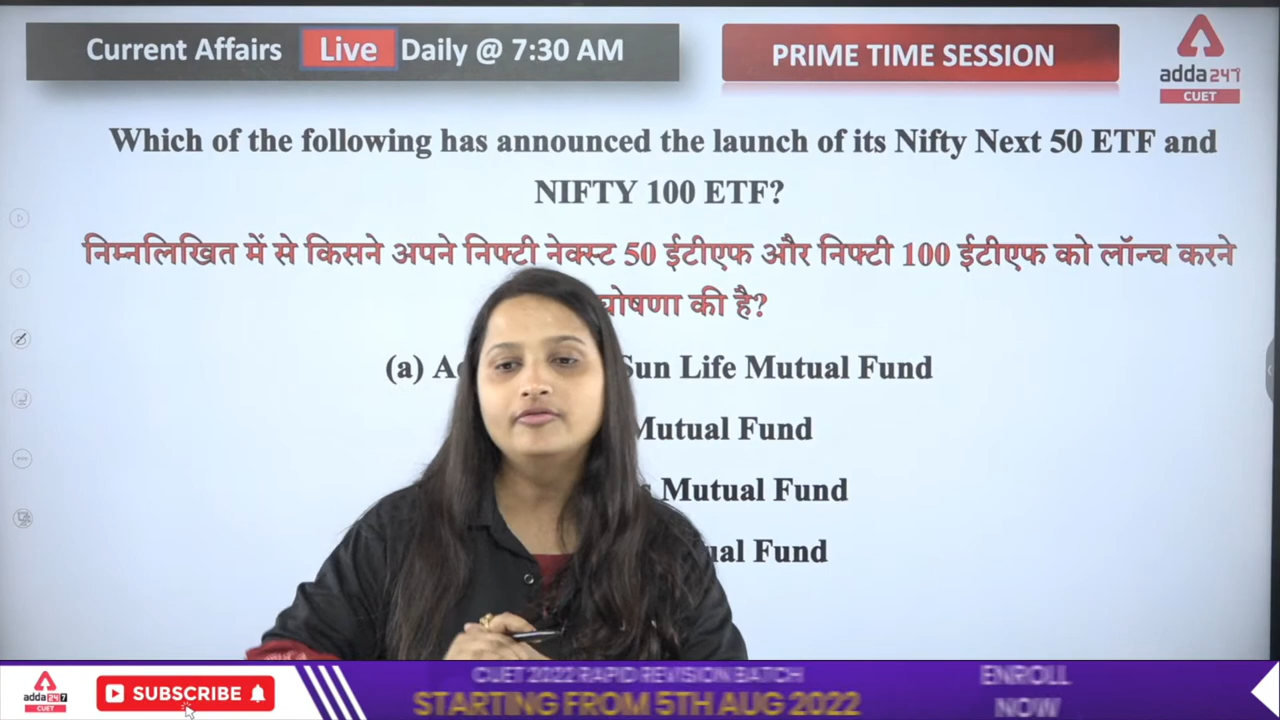 Current Affairs Live Daily @ 7:30 AM
PRIME TIME SESSION
adda247
CUET
Which of the following has announced the launch of its Nifty Next 50 ETF and
NIFTY 100 ETF?
निम्नलिखित में से किसने अपने निफ्टी नेक्स्ट 50 ईटीएफ और निफ्टी 100 ईटीएफ को लॉन्च करने
घोषणा की है?
(a) Sun Life Mutual Fund
Mutual Fund
Mutual Fund
Fund
adda247
CUET
SUBSCRIBE
CUET 2022 RAPID REVISION BATCH
STARTING FROM 5TH AUG 2022
ENROLL
NOW